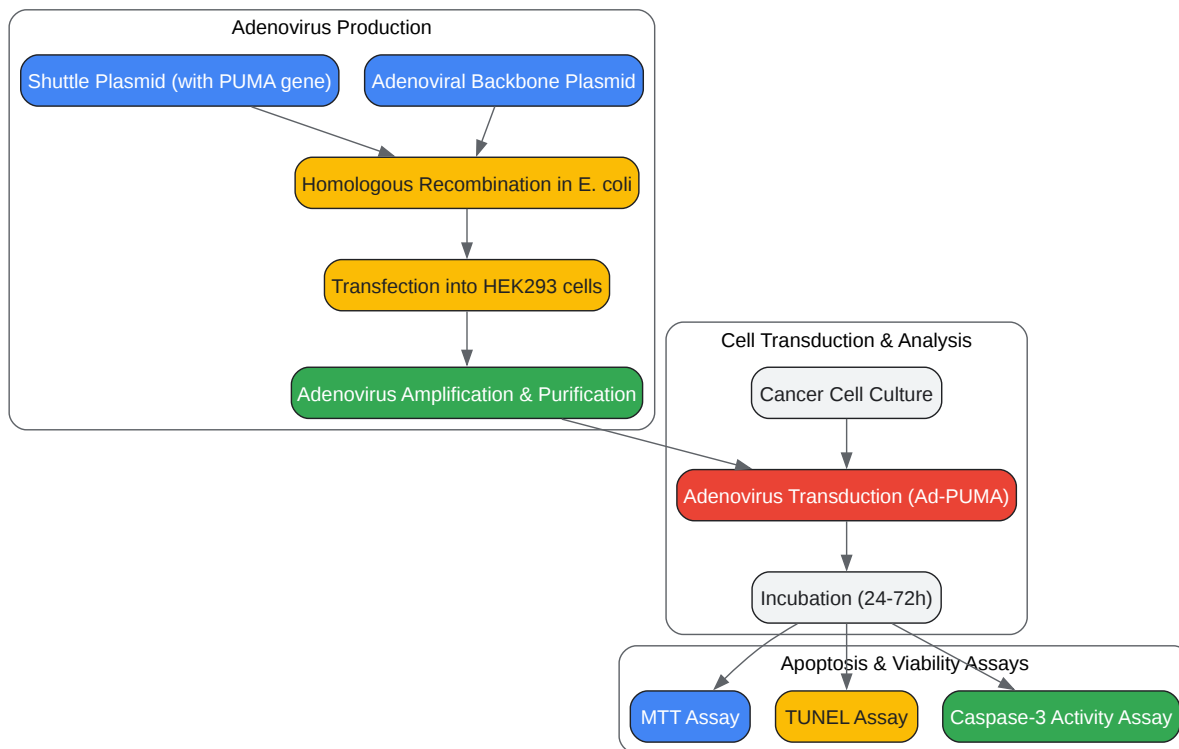 Adenovirus Production
Shuttle Plasmid (with PUMA gene)
Adenoviral Backbone Plasmid
Homologous Recombination in E. coli
Transfection into HEK293 cells
Adenovirus Amplification & Purification
Cell Transduction & Analysis
Cancer Cell Culture
Adenovirus Transduction (Ad-PUMA)
Incubation (24-72h)
Apoptosis & Viability Assays
MTT Assay
TUNEL Assay
Caspase-3 Activity Assay